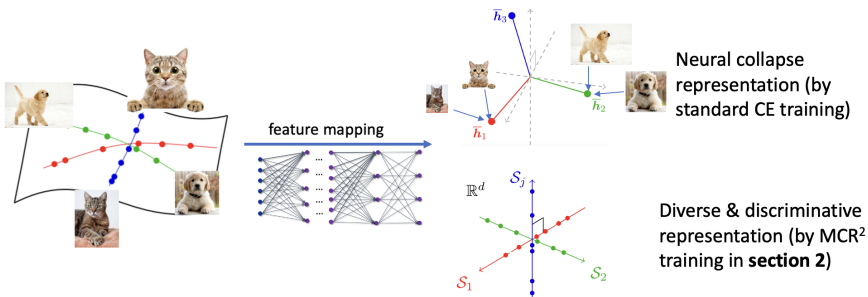 h̅₃
h̅₂
h̅₁
Neural collapse
representation (by
standard CE training)
feature mapping
ℝᵈ
𝒮ⱼ
𝒮₁
𝒮₂
Diverse & discriminative
representation (by MCR²
training in section 2)